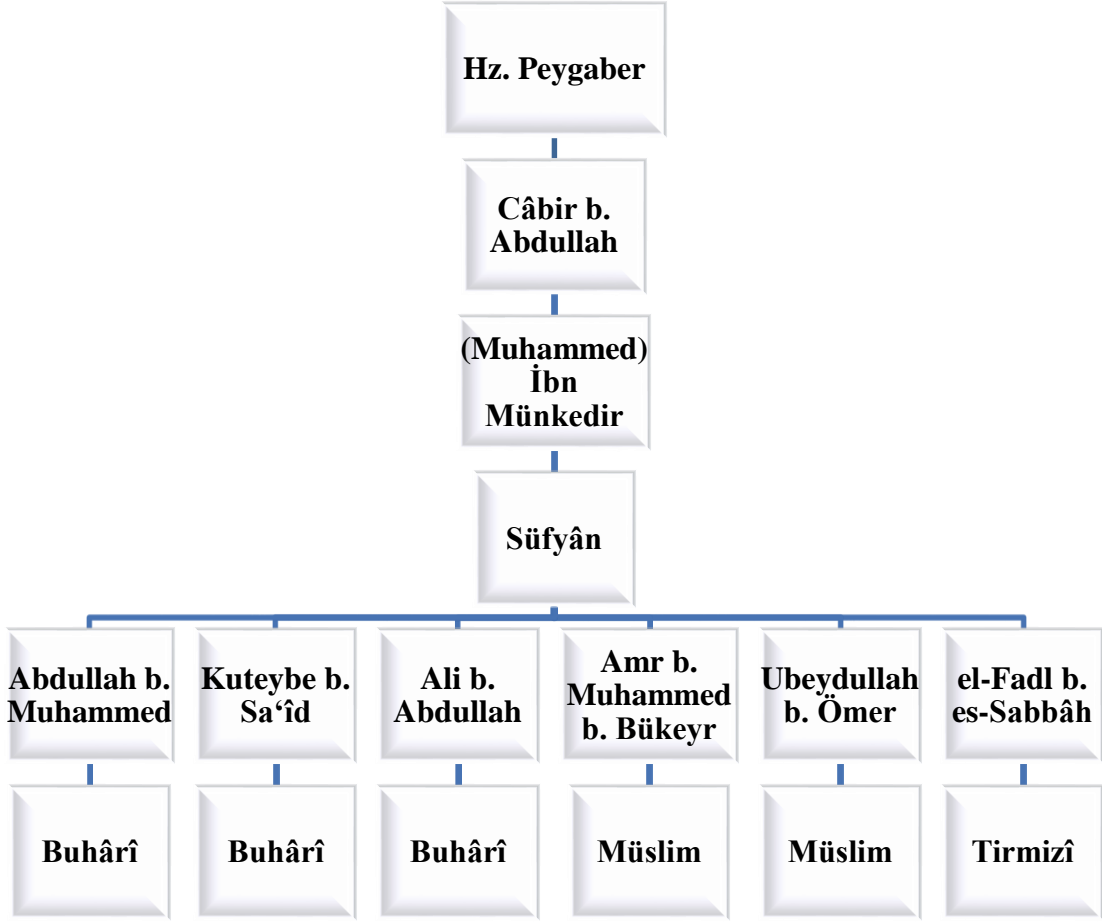 Hz. Peygaber
Câbir b.
Abdullah
(Muhammed)
İbn
Münkedir
Süfyân
Abdullah b.
Muhammed
Kuteybe b.
Sa‘îd
Ali b.
Abdullah
Amr b.
Muhammed
b. Bükeyr
Ubeydullah
b. Ömer
el-Fadl b.
es-Sabbâh
Buhârî
Buhârî
Buhârî
Müslim
Müslim
Tirmizî